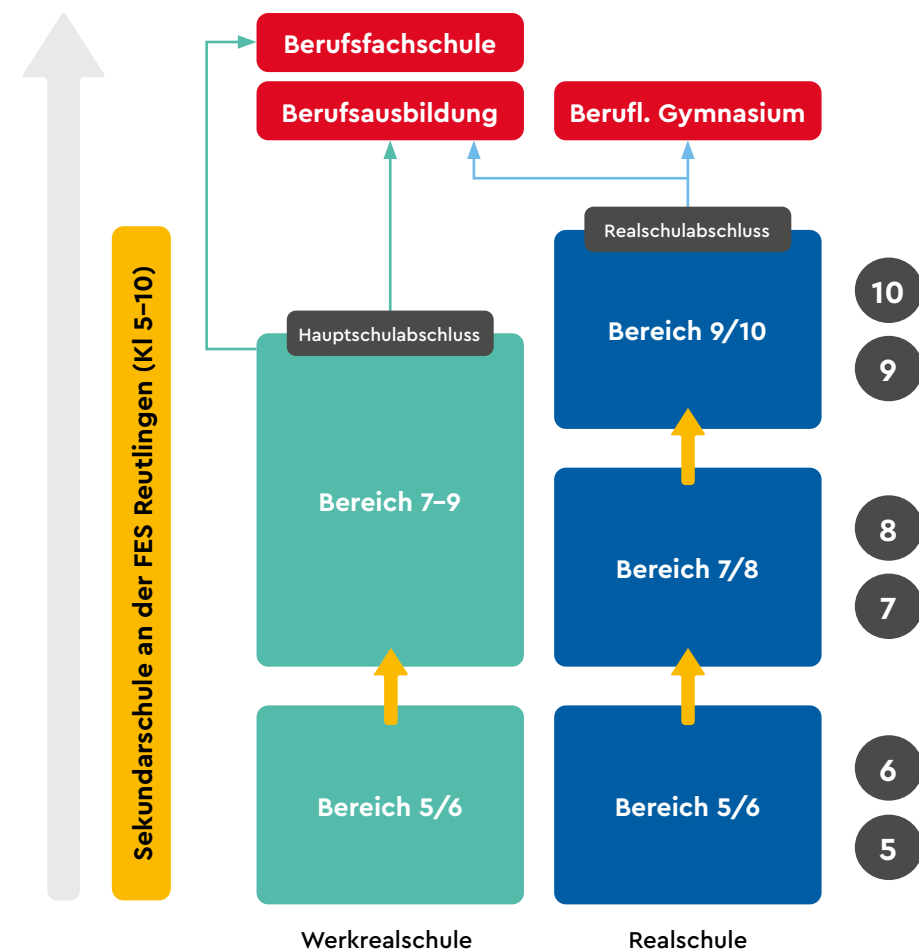 Berufsfachschule
Berufsausbildung
Berufl. Gymnasium
Realschulabschluss
Hauptschulabschluss
Bereich 9/10
Bereich 7–9
Bereich 7/8
Bereich 5/6
Bereich 5/6
Sekundarschule an der FES Reutlingen (Kl 5–10)
10
9
8
7
6
5
Werkrealschule
Realschule